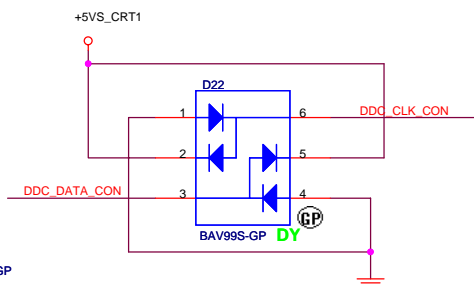 +5VS_CRT1
D22
1
6
DDC_CLK_CON
2
5
DDC_DATA_CON
3
4
GP
BAV99S-GP
DY
GP